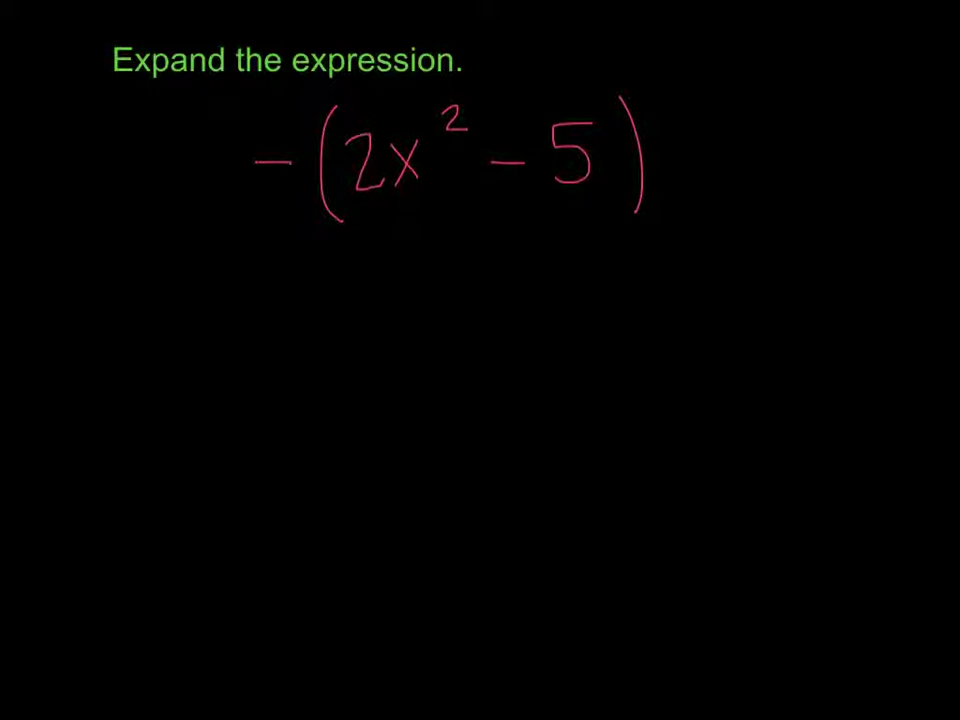 Expand the expression.
- (2x² - 5)